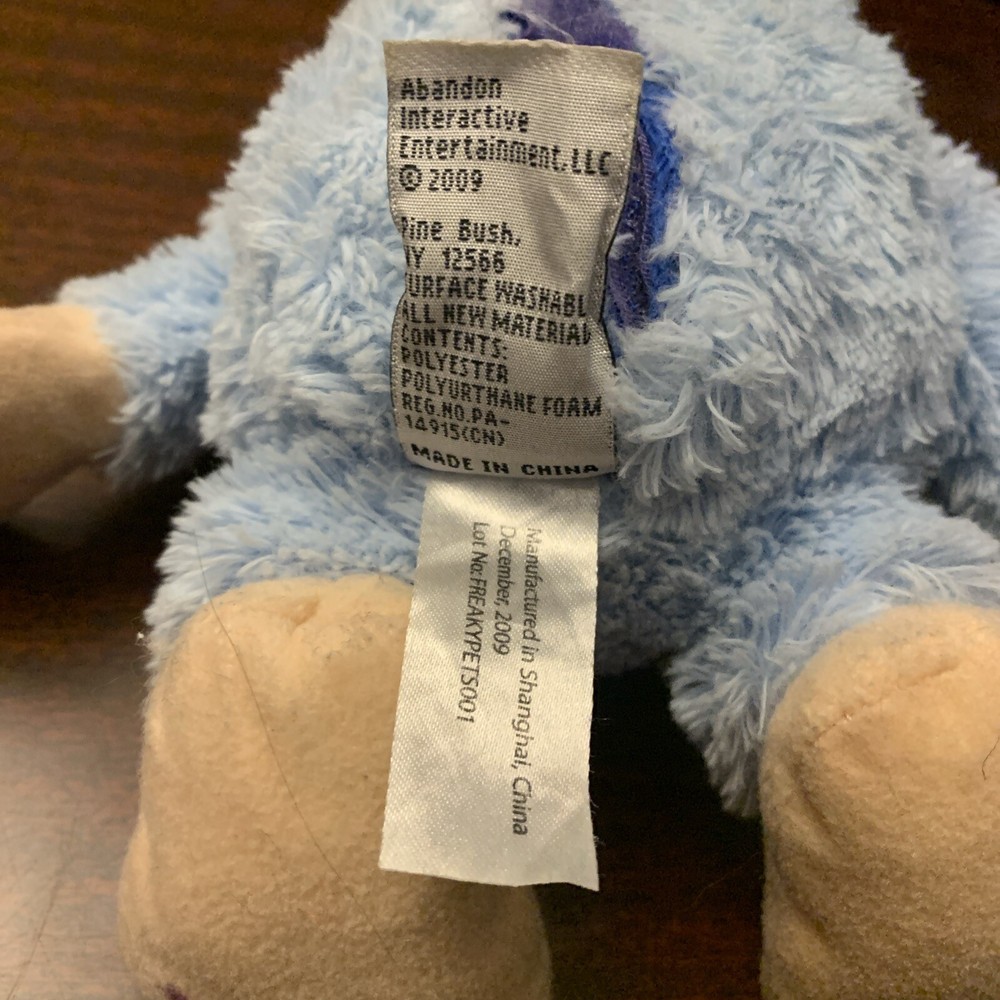 Abandon
Interactive
Entertainment,LLC
© 2009
Pine Bush,
NY 12566
SURFACE WASHABL
ALL NEW MATERIAL
CONTENTS:
POLYESTER
POLYURTHANE FOAM
REG.NO.PA-
14915(CN)
MADE IN CHINA
Manufactured in Shanghai, China
December, 2009
Lot No:FREAKYPETS001